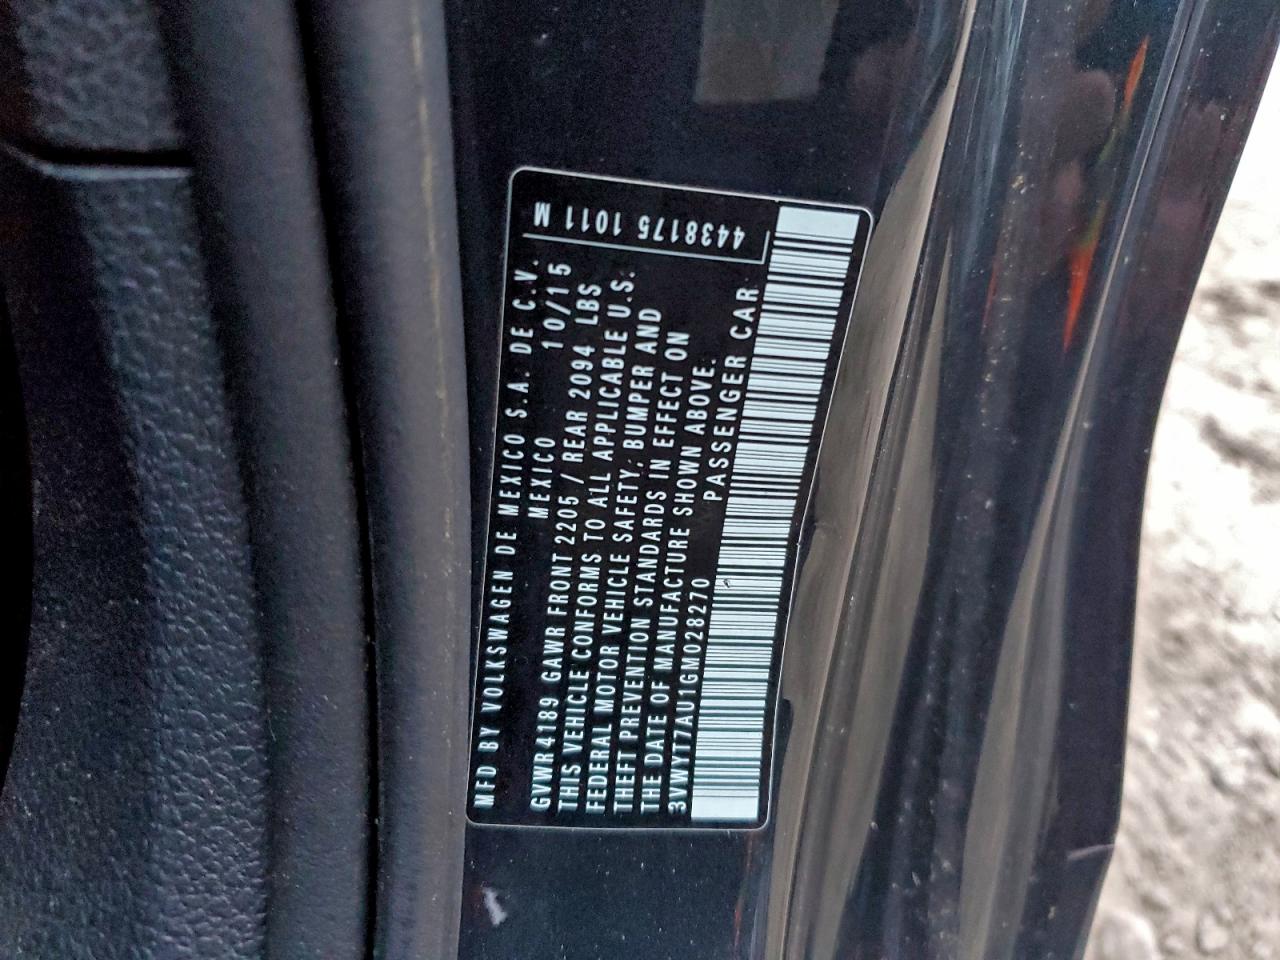 MFD BY VOLKSWAGEN DE MEXICO S.A. DE C.V.
MEXICO 10/15
GVWR 4189 GAWR FRONT 2205 / REAR 2094 LBS
THIS VEHICLE CONFORMS TO ALL APPLICABLE U.S.
FEDERAL MOTOR VEHICLE SAFETY, BUMPER AND
THEFT PREVENTION STANDARDS IN EFFECT ON
THE DATE OF MANUFACTURE SHOWN ABOVE.
3VWYT7AU1GM028270 PASSENGER CAR
4438175 1011 M